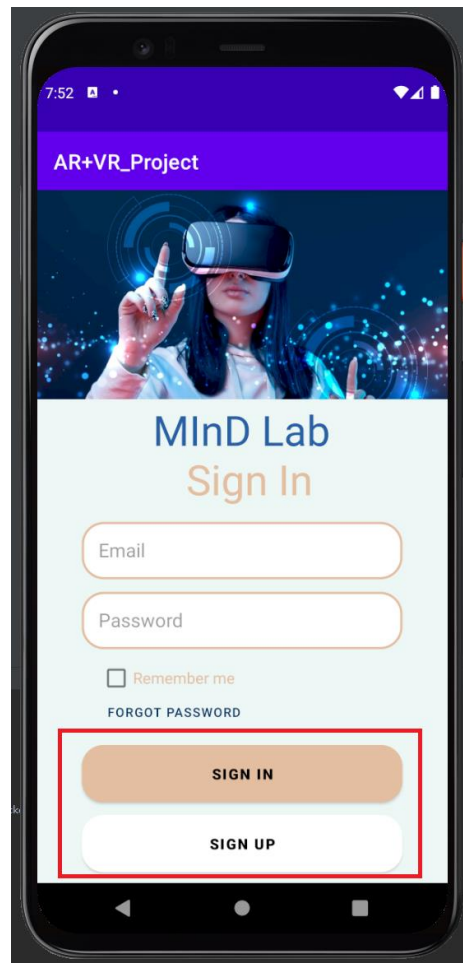 7:52
AR+VR_Project
MInD Lab
Sign In
Email
Password
Remember me
FORGOT PASSWORD
SIGN IN
SIGN UP